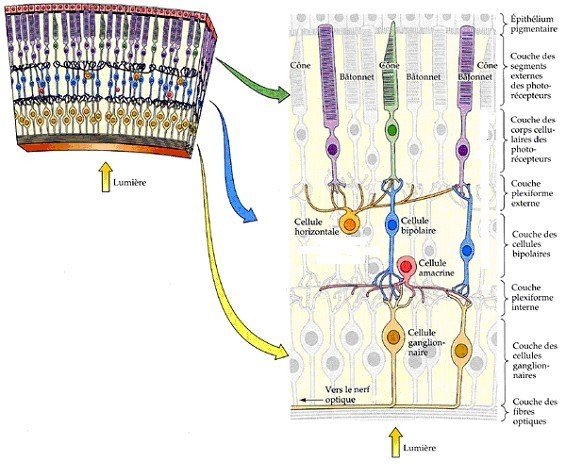 Épithélium
pigmentaire
Couche des
segments
externes
des photo-
récepteurs
Cône
Bâtonnet
Cône
Bâtonnet
Bâtonnet
Cône
Couche des
corps cellu-
laires des
photo-
récepteurs
Lumière
Couche
plexiforme
externe
Cellule
horizontale
Cellule
bipolaire
Couche des
cellules
bipolaires
Cellule
amacrine
Couche
plexiforme
interne
Cellule
ganglion-
naire
Couche des
cellules
ganglion-
naires
Vers le nerf
optique
Couche des
fibres
optiques
Lumière